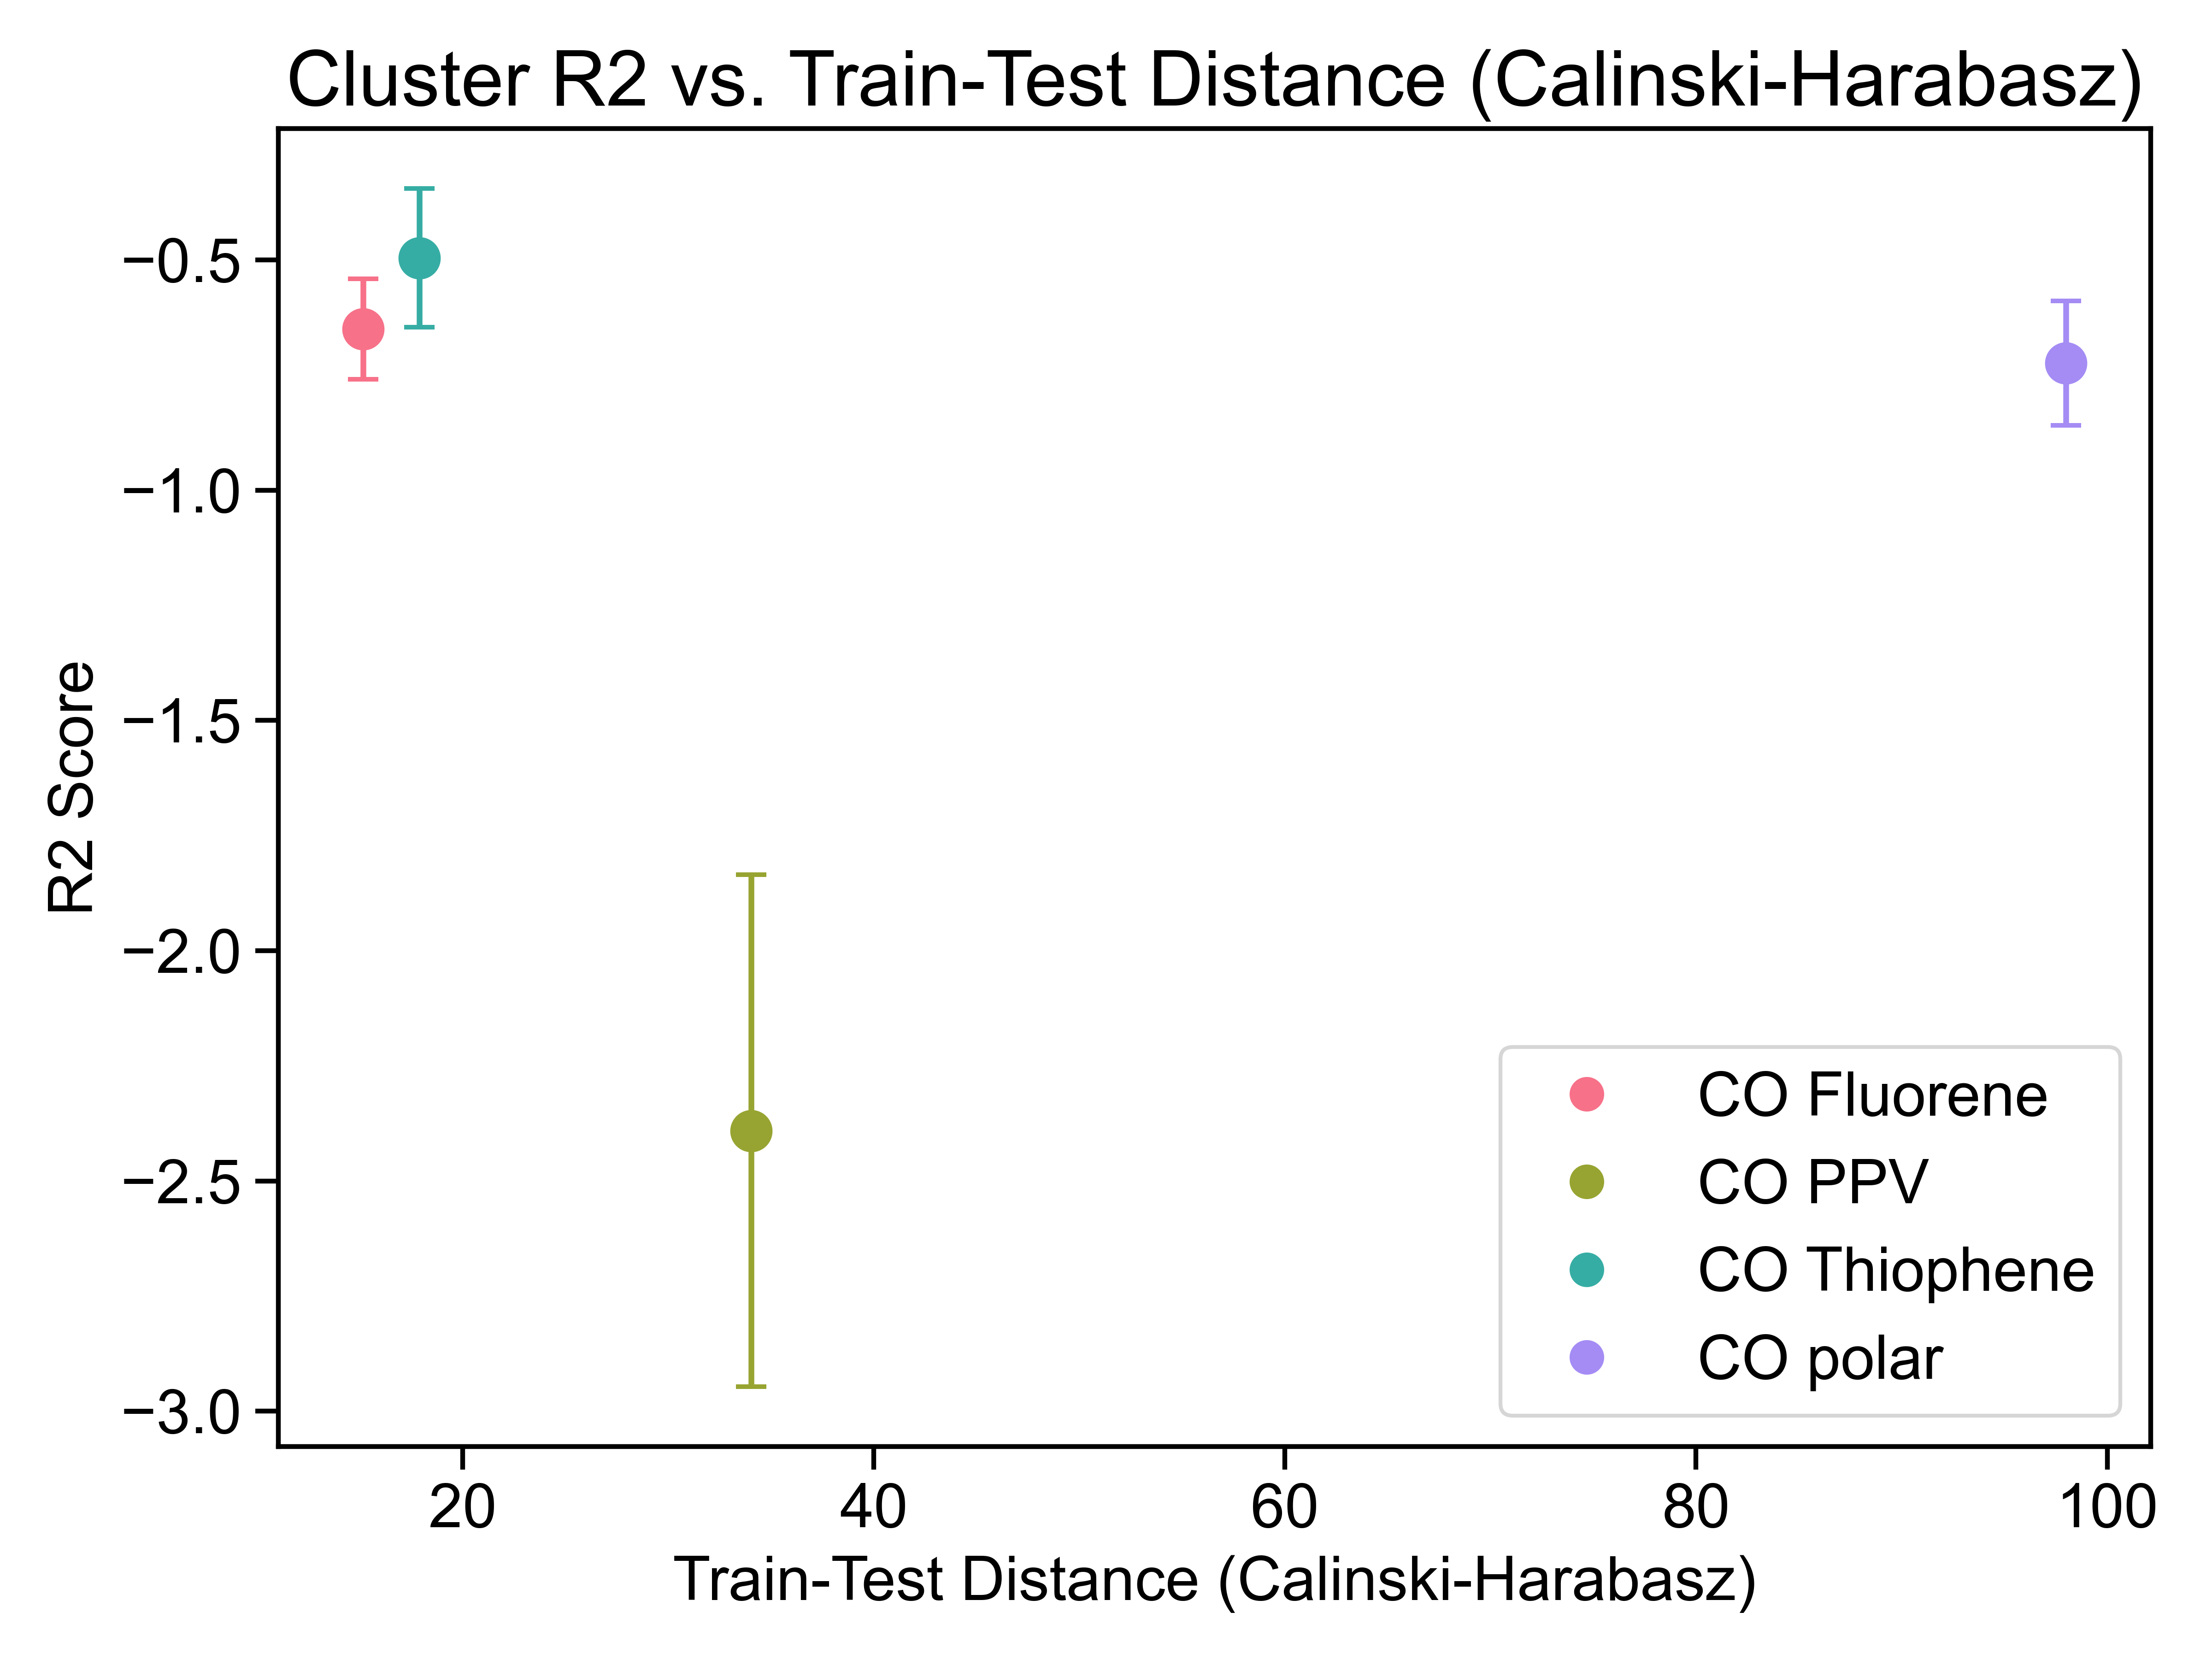 Cluster R2 vs. Train-Test Distance (Calinski-Harabasz)
−0.5
−1.0
−1.5
−2.0
−2.5
−3.0
R2 Score
CO Fluorene
CO PPV
CO Thiophene
CO polar
20 40 60 80 100
Train-Test Distance (Calinski-Harabasz)